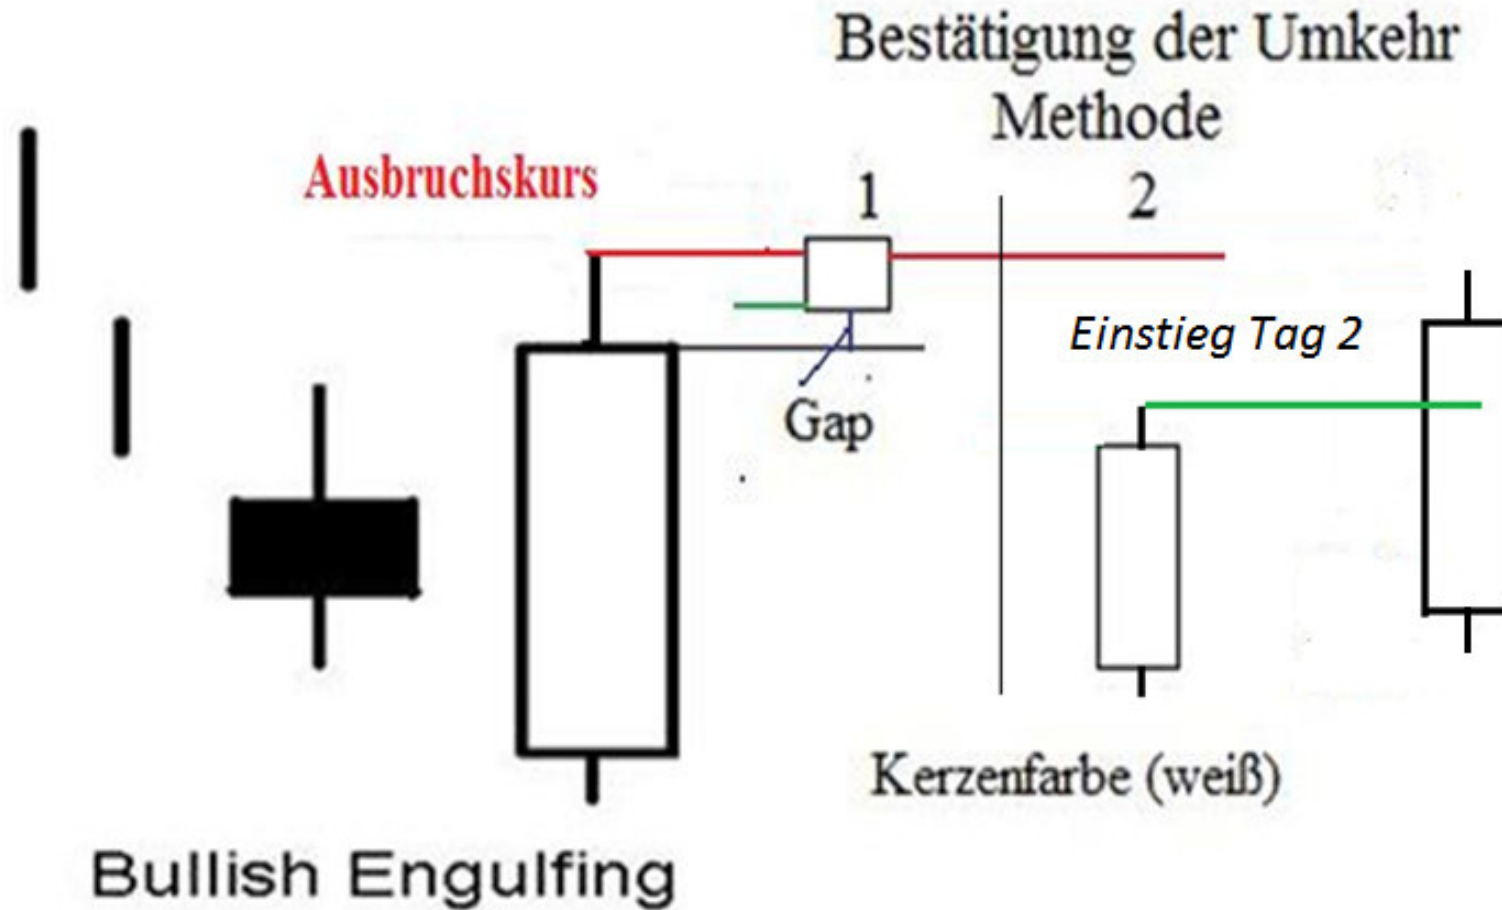 Bestätigung der Umkehr
Methode
Ausbruchskurs
1
2
Einstieg Tag 2
Gap
Kerzenfarbe (weiß)
Bullish Engulfing